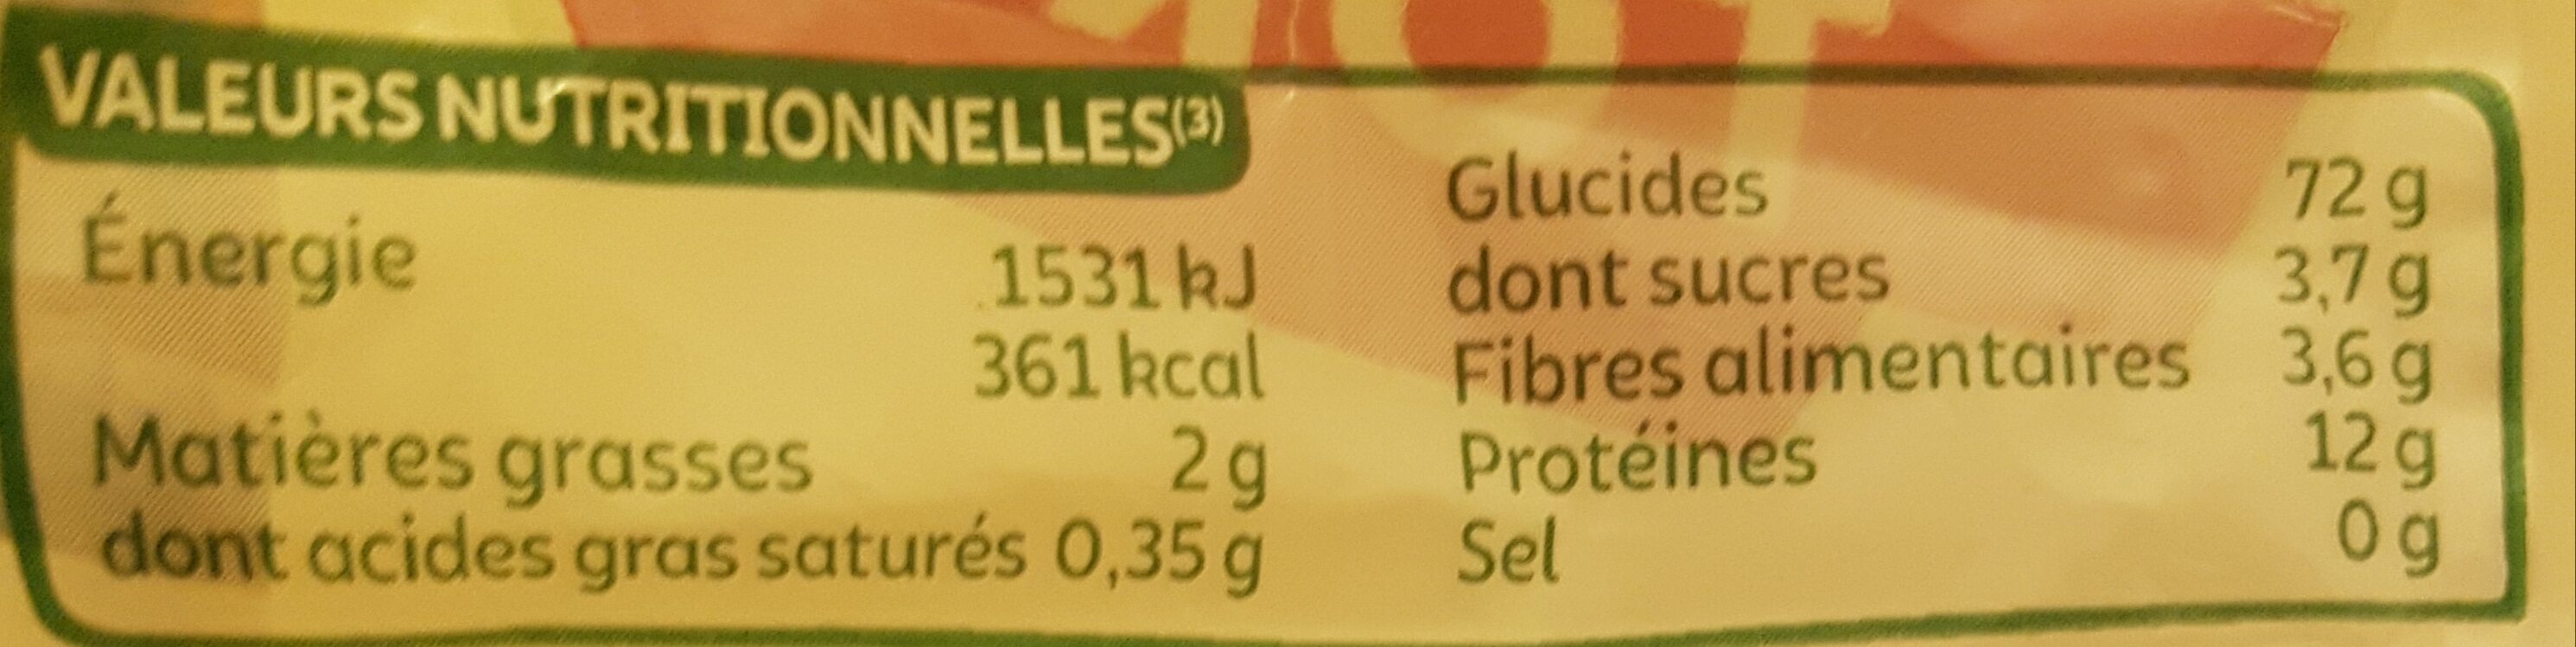 VALEURS NUTRITIONNELLES(3)
Énergie 1531 kJ
361 kcal
Matières grasses 2 g
dont acides gras saturés 0,35 g
Glucides 72 g
dont sucres 3,7 g
Fibres alimentaires 3,6 g
Protéines 12 g
Sel 0 g